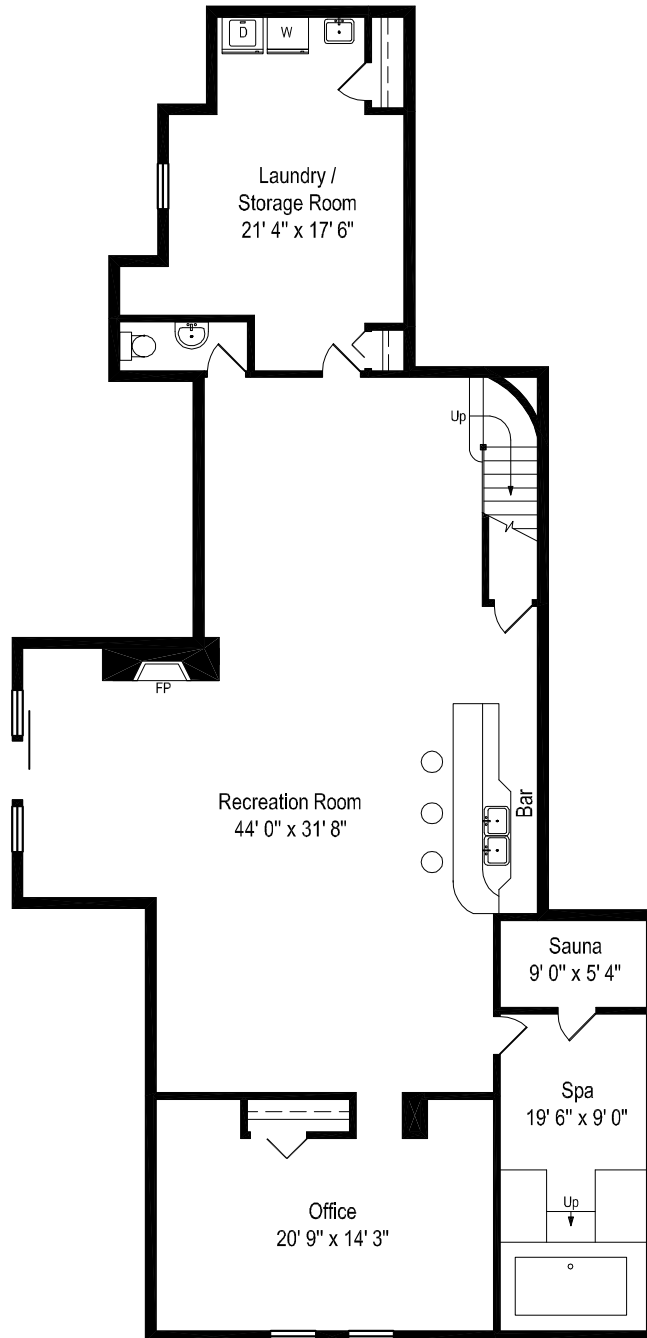 D
W
Laundry /
Storage Room
21' 4" x 17' 6"
Up
FP
Recreation Room
44' 0" x 31' 8"
Bar
Sauna
9' 0" x 5' 4"
Spa
19' 6" x 9' 0"
Up
Office
20' 9" x 14' 3"